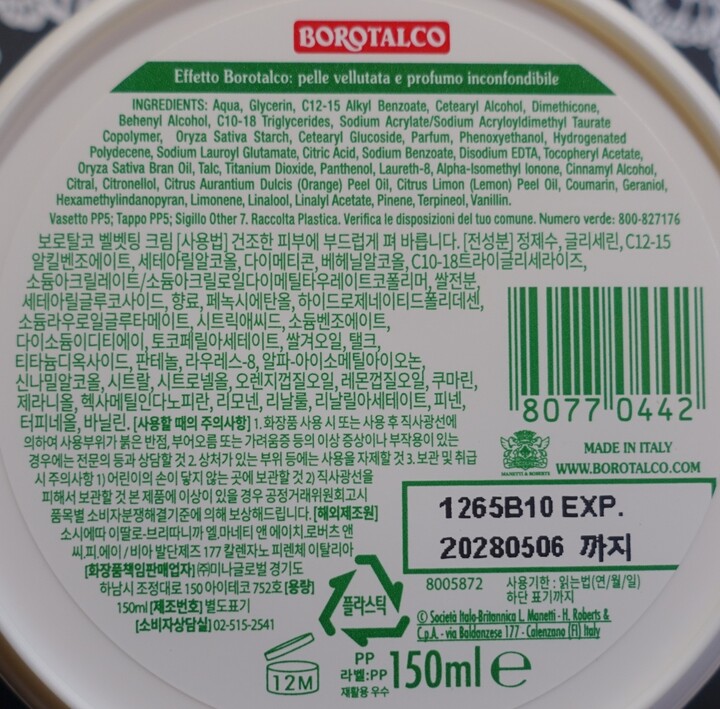 BOROTALCO
Effetto Borotalco: pelle vellutata e profumo inconfondibile
INGREDIENTS: Aqua, Glycerin, C12-15 Alkyl Benzoate, Cetearyl Alcohol, Dimethicone,
Behenyl Alcohol, C10-18 Triglycerides, Sodium Acrylate/Sodium Acryloyldimethyl Taurate
Copolymer, Oryza Sativa Starch, Cetearyl Glucoside, Parfum, Phenoxyethanol, Hydrogenated
Polydecene, Sodium Lauroyl Glutamate, Citric Acid, Sodium Benzoate, Disodium EDTA, Tocopheryl Acetate,
Oryza Sativa Bran Oil, Talc, Titanium Dioxide, Panthenol, Laureth-8, Alpha-Isomethyl Ionone, Cinnamyl Alcohol,
Citral, Citronellol, Citrus Aurantium Dulcis (Orange) Peel Oil, Citrus Limon (Lemon) Peel Oil, Coumarin, Geraniol,
Hexamethylindanopyran, Limonene, Linalool, Linalyl Acetate, Pinene, Terpineol, Vanillin.
Vasetto PP5; Tappo PP5; Sigillo Other 7. Raccolta Plastica. Verifica le disposizioni del tuo comune. Numero verde: 800-827176
보로탈코 벨벳팅 크림 [사용법] 건조한 피부에 부드럽게 펴 바릅니다. [전성분] 정제수, 글리세린, C12-15
알킬벤조에이트, 세테아릴알코올, 다이메티콘, 베헤닐알코올, C10-18트라이글리세라이즈,
소듐아크릴레이트/소듐아크릴로일다이메틸타우레이트코폴리머, 쌀전분,
세테아릴글루코사이드, 향료, 페녹시에탄올, 하이드로제네이티드폴리데센,
소듐라우로일글루타메이트, 시트릭애씨드, 소듐벤조에이트,
다이소듐이디티에이, 토코페릴아세테이트, 쌀겨오일, 탤크,
티타늄디옥사이드, 판테놀, 라우레스-8, 알파-아이소메틸아이오논,
신나밀알코올, 시트랄, 시트로넬올, 오렌지껍질오일, 레몬껍질오일, 쿠마린,
제라니올, 헥사메틸인다노피란, 리모넨, 리날룰, 리날릴아세테이트, 피넨,
터피네올, 바닐린. [사용할 때의 주의사항] 1. 화장품 사용 시 또는 사용 후 직사광선에
의하여 사용부위가 붉은 반점, 부어오름 또는 가려움증 등의 이상 증상이나 부작용이 있는
경우에는 전문의 등과 상담할 것 2. 상처가 있는 부위 등에는 사용을 자제할 것 3. 보관 및 취급
시 주의사항 1) 어린이의 손이 닿지 않는 곳에 보관할 것 2) 직사광선을
피해서 보관할 것 본 제품에 이상이 있을 경우 공정거래위원회고시
품목별 소비자분쟁해결기준에 의해 보상해드립니다. [해외제조원]
소시에따 이딸로-브리따니까 엘.마네티 앤 에이치.로버츠 앤
씨.피.에이 / 비아 발단제즈 177 칼렌자노 피렌체 이탈리아
[화장품책임판매업자] (주)미나글로벌 경기도
하남시 조정대로 150 아이테코 752호 [용량]
150ml [제조번호] 별도표기
[소비자상담실] 02-515-2541
8077 0442
MANETTI & ROBERTS
MADE IN ITALY
WWW.BOROTALCO.COM
1265B10 EXP.
20280506 까지
8005872
사용기한 : 읽는법(연/월/일)
하단 표기까지
© Società Italo-Britannica L. Manetti - H. Roberts &
C.p.A. - via Baldanzese 177 - Calenzano (FI) Italy
플라스틱
PP
라벨:PP
재활용 우수
12M
150ml e